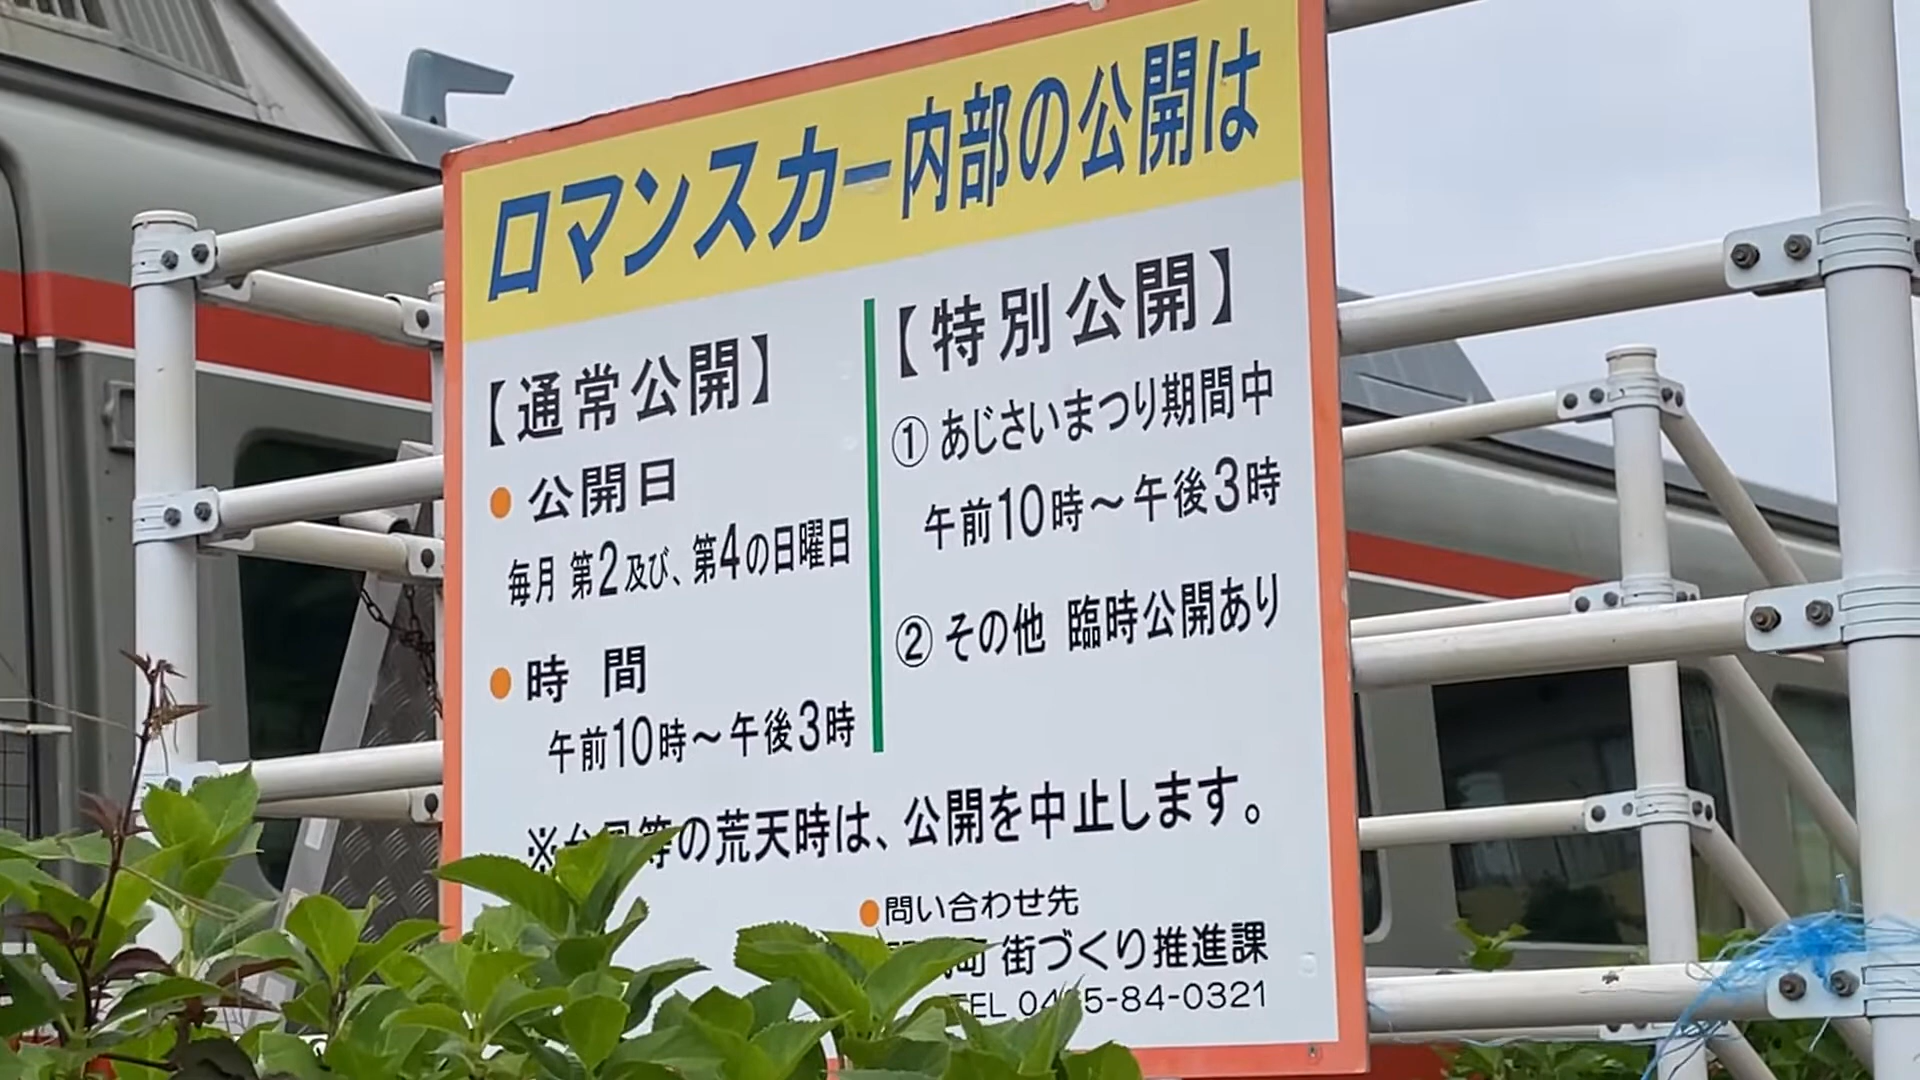 ロマンスカー内部の公開は
【通常公開】
● 公開日
毎月 第2及び、第4の日曜日
● 時 間
午前10時～午後3時
【特別公開】
① あじさいまつり期間中
午前10時～午後3時
② その他 臨時公開あり
※台風等の荒天時は、公開を中止します。
●問い合わせ先
町 街づくり推進課
TEL 0465-84-0321